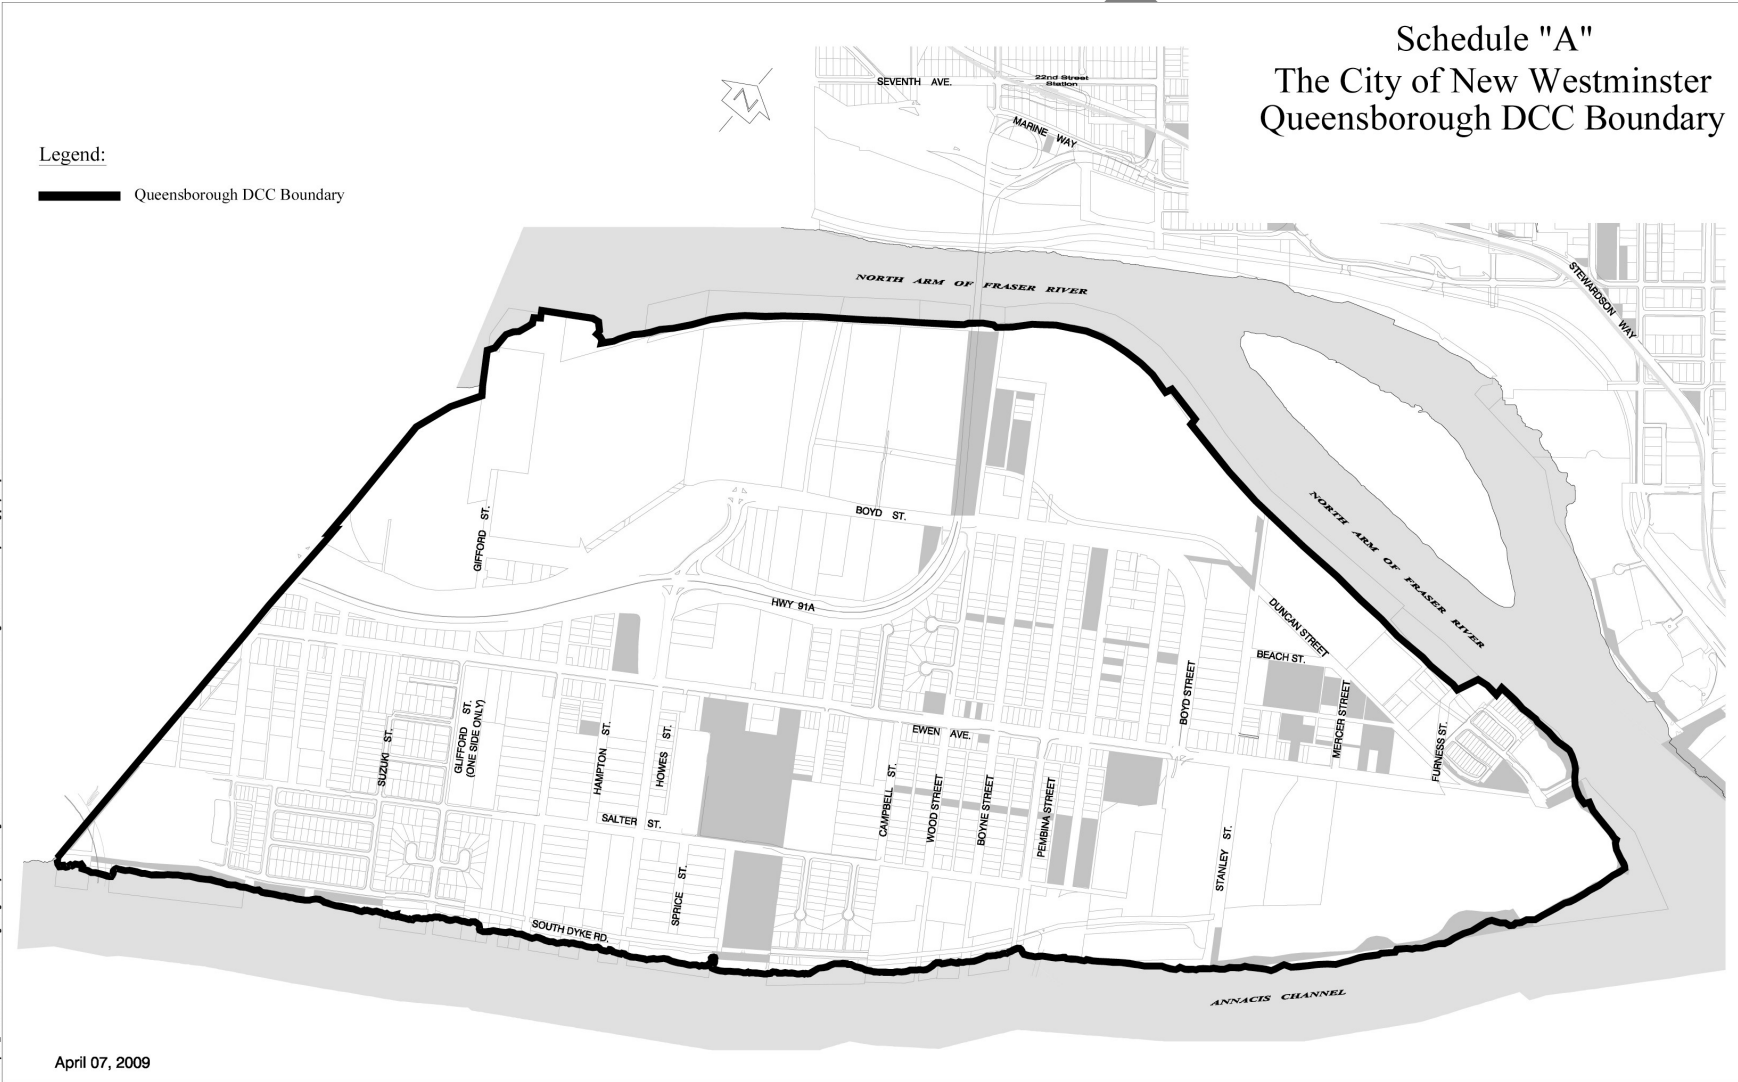 Schedule "A"
The City of New Westminster
Queensborough DCC Boundary
Legend:
Queensborough DCC Boundary
N
SEVENTH AVE.
22nd Street
Station
MARINE WAY
STEWARDSON WAY
NORTH ARM OF FRASER RIVER
NORTH ARM OF FRASER RIVER
GIFFORD ST.
BOYD ST.
HWY 91A
DUNCAN STREET
BEACH ST.
BOYD STREET
MERCER STREET
FURNESS ST.
SUZUKI ST.
GLIFFORD ST.
(ONE SIDE ONLY)
HAMPTON ST.
HOWES ST.
EWEN AVE.
CAMPBELL ST.
WOOD STREET
BOYNE STREET
PEMBINA STREET
SALTER ST.
STANLEY ST.
SPRICE ST.
SOUTH DYKE RD.
ANNACIS CHANNEL
April 07, 2009